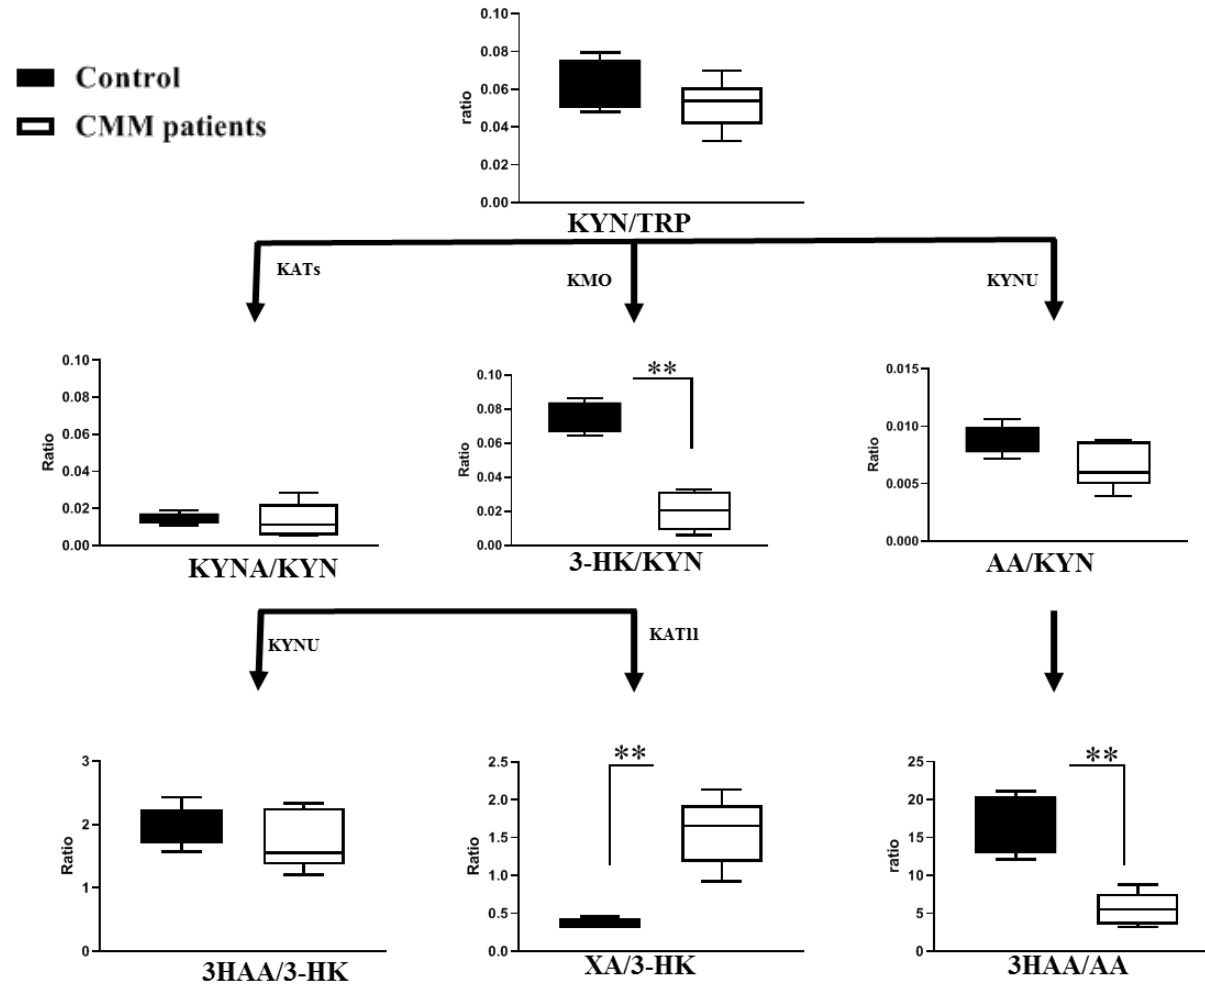 Control
CMM patients
0.10
0.08
0.06
0.04
0.02
0.00
ratio
KYN/TRP
KATs
KMO
KYNU
0.10
0.08
0.06
0.04
0.02
0.00
Ratio
KYNA/KYN
0.10
0.08
0.06
0.04
0.02
0.00
Ratio
**
3-HK/KYN
0.015
0.010
0.005
0.000
Ratio
AA/KYN
KYNU
KAT11
3
2
1
0
Ratio
3HAA/3-HK
2.5
2.0
1.5
1.0
0.5
0.0
Ratio
**
XA/3-HK
25
20
15
10
5
0
ratio
**
3HAA/AA